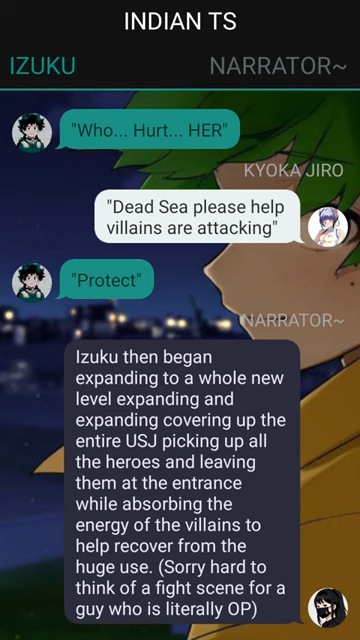 INDIAN TS
IZUKU
NARRATOR~
"Who... Hurt... HER"
KYOKA JIRO
"Dead Sea please help
villains are attacking"
"Protect"
NARRATOR~
Izuku then began
expanding to a whole new
level expanding and
expanding covering up the
entire USJ picking up all
the heroes and leaving
them at the entrance
while absorbing the
energy of the villains to
help recover from the
huge use. (Sorry hard to
think of a fight scene for a
guy who is literally OP)